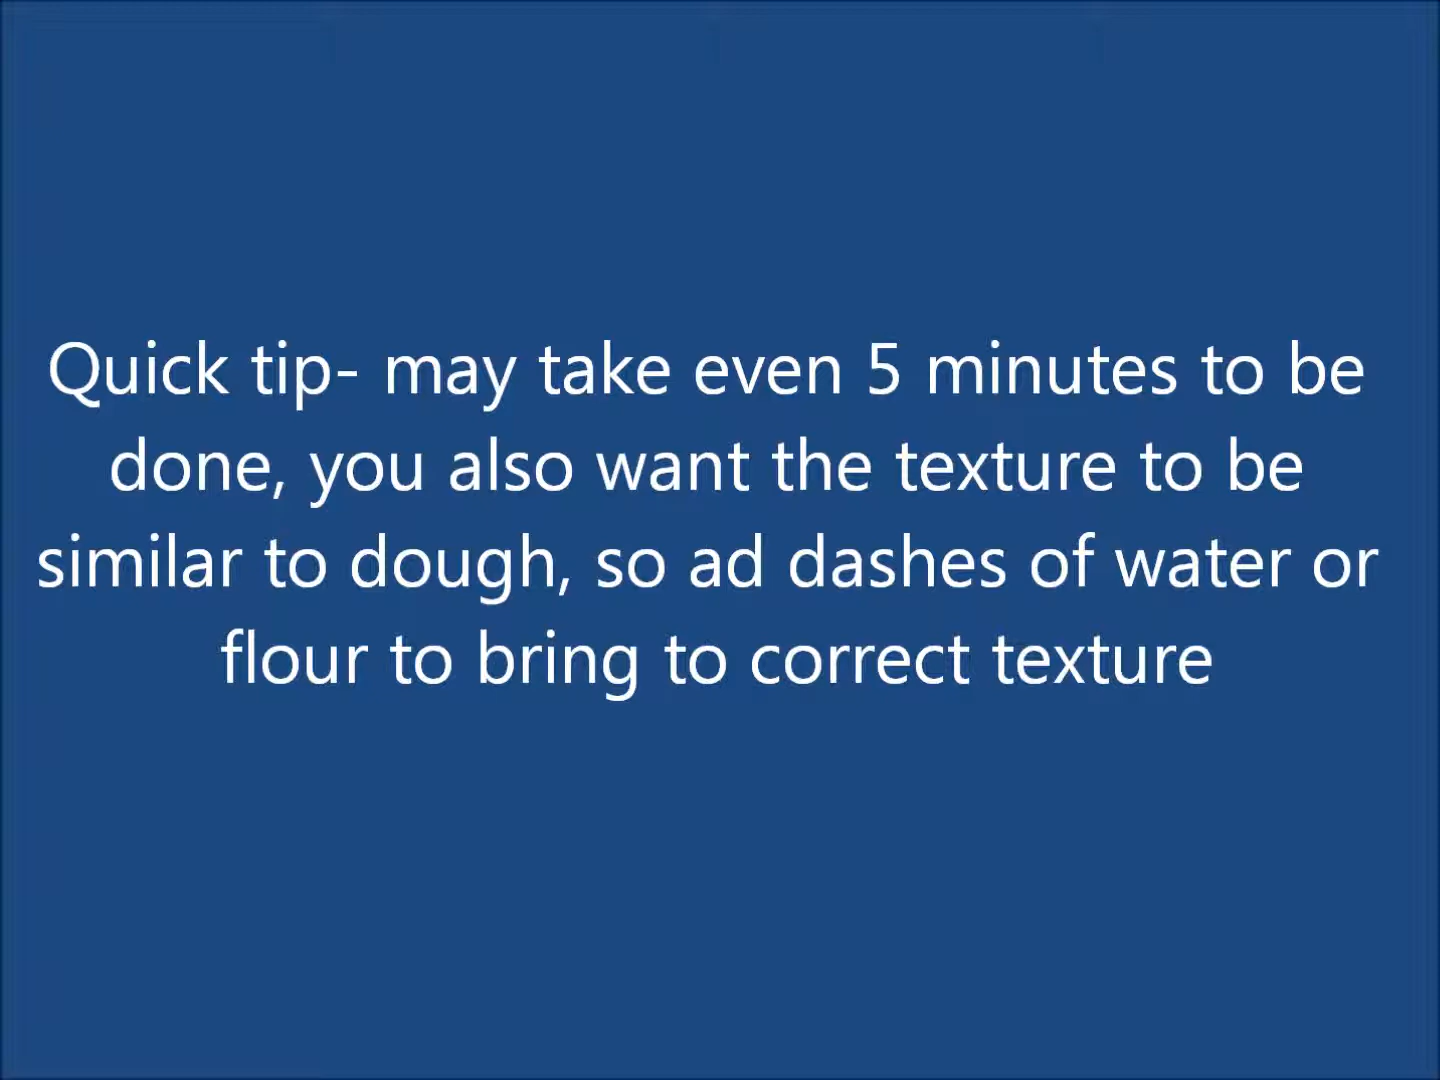 Quick tip- may take even 5 minutes to be
done, you also want the texture to be
similar to dough, so ad dashes of water or
flour to bring to correct texture